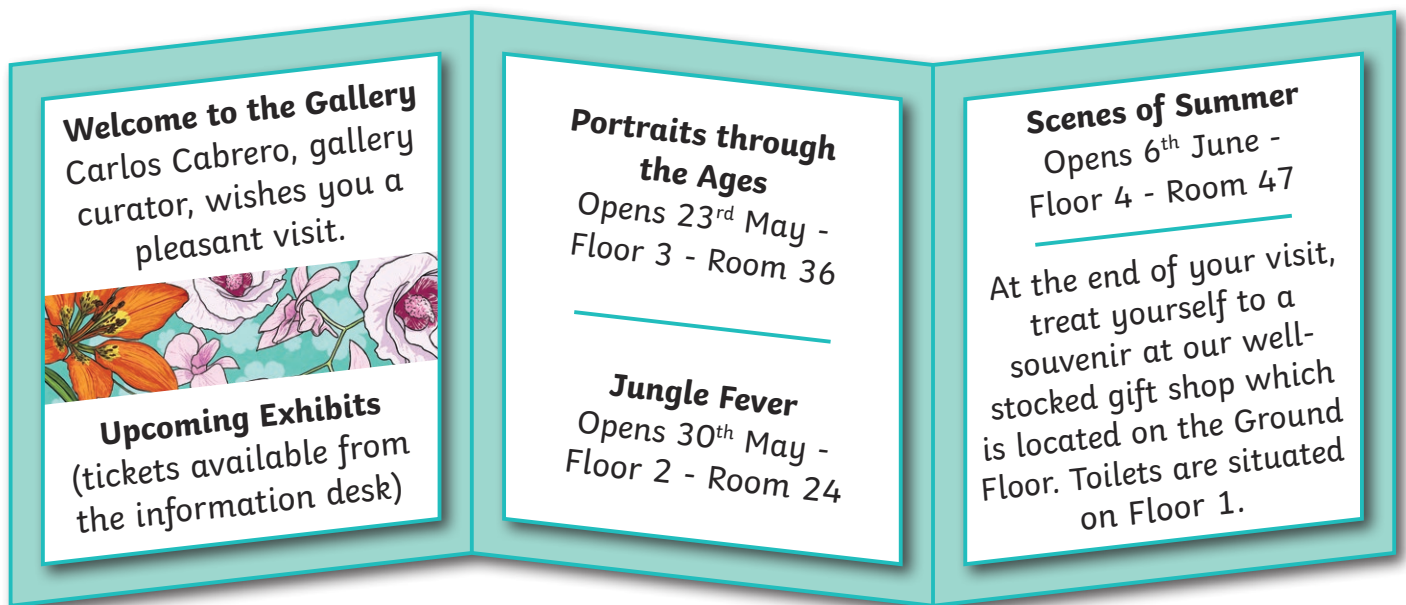 Welcome to the Gallery
Carlos Cabrero, gallery
curator, wishes you a
pleasant visit.
Upcoming Exhibits
(tickets available from
the information desk)
Portraits through
the Ages
Opens 23rd May -
Floor 3 - Room 36
Jungle Fever
Opens 30th May -
Floor 2 - Room 24
Scenes of Summer
Opens 6th June -
Floor 4 - Room 47
At the end of your visit,
treat yourself to a
souvenir at our well-
stocked gift shop which
is located on the Ground
Floor. Toilets are situated
on Floor 1.